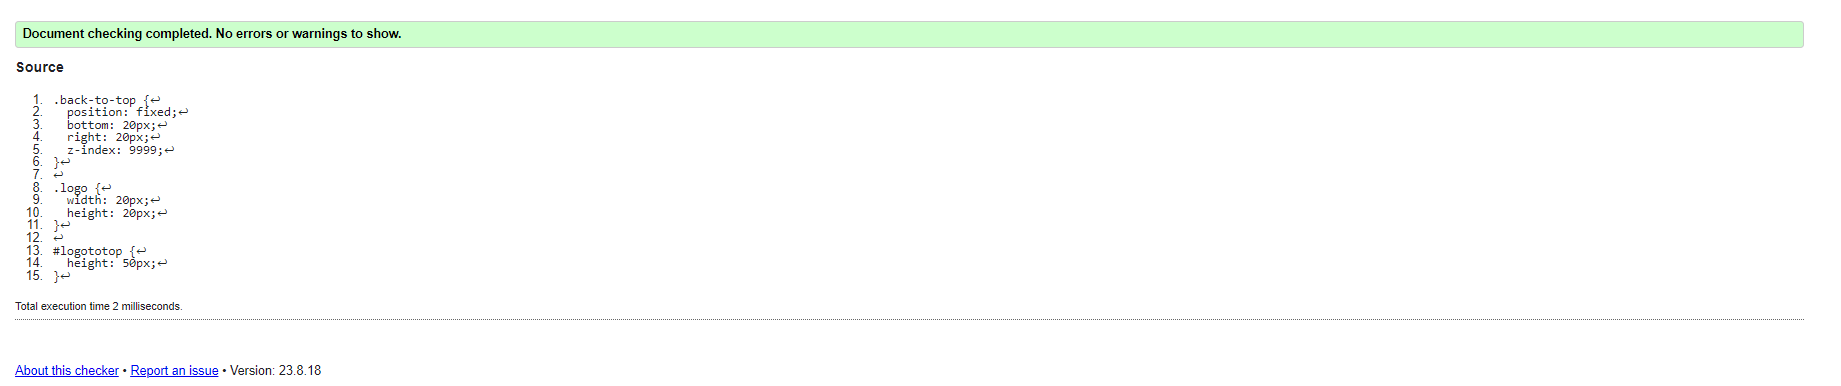 Document checking completed. No errors or warnings to show.
Source
1. .back-to-top {↩
2.   position: fixed;↩
3.   bottom: 20px;↩
4.   right: 20px;↩
5.   z-index: 9999;↩
6. }↩
7. ↩
8. .logo {↩
9.   width: 20px;↩
10.   height: 20px;↩
11. }↩
12. ↩
13. #logototop {↩
14.   height: 50px;↩
15. }↩
Total execution time 2 milliseconds.
About this checker • Report an issue • Version: 23.8.18